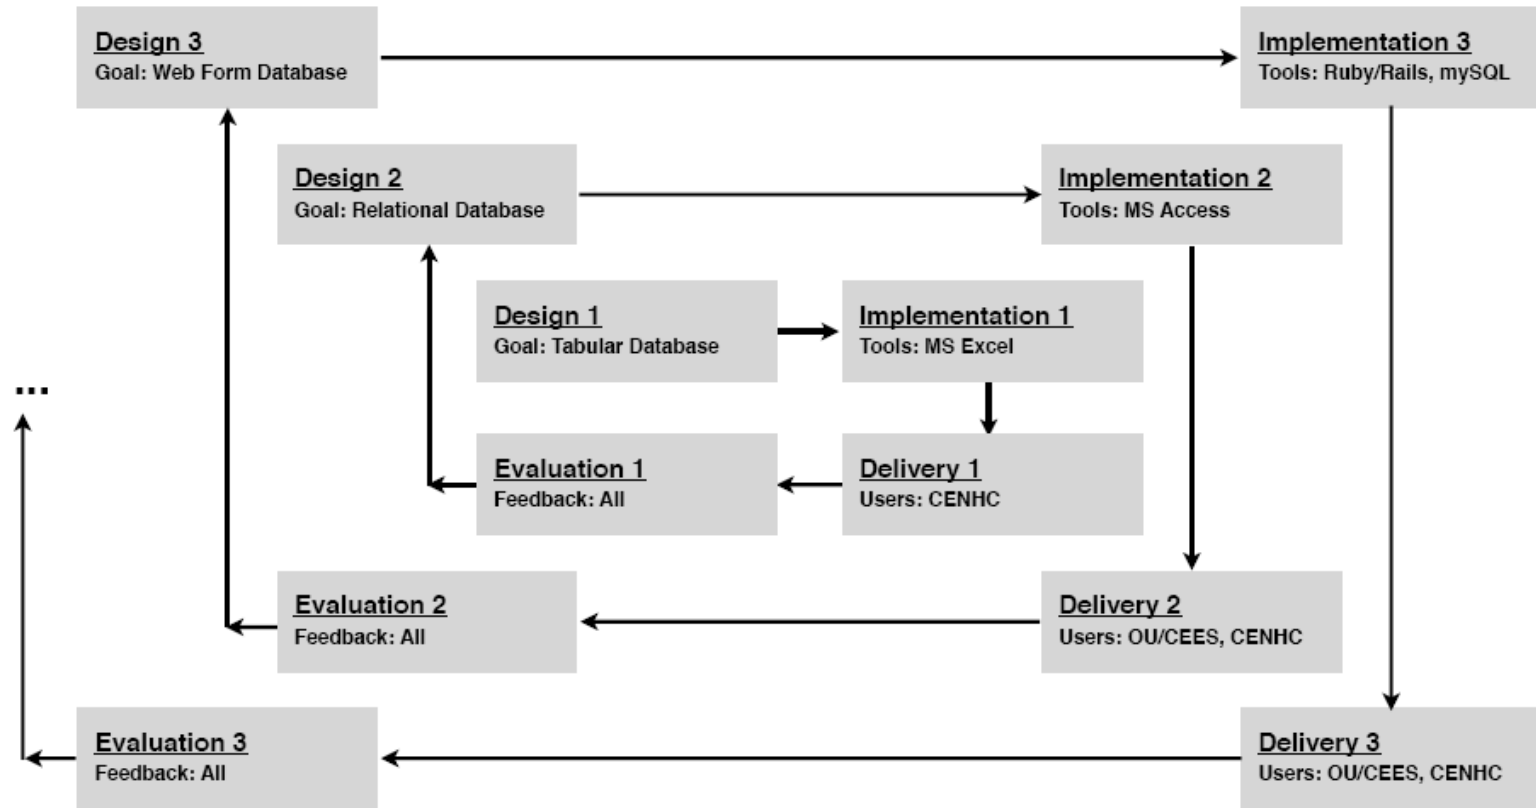 Design 3
Goal: Web Form Database
Implementation 3
Tools: Ruby/Rails, mySQL
Design 2
Goal: Relational Database
Implementation 2
Tools: MS Access
Design 1
Goal: Tabular Database
Implementation 1
Tools: MS Excel
...
Evaluation 1
Feedback: All
Delivery 1
Users: CENHC
Evaluation 2
Feedback: All
Delivery 2
Users: OU/CEES, CENHC
Evaluation 3
Feedback: All
Delivery 3
Users: OU/CEES, CENHC